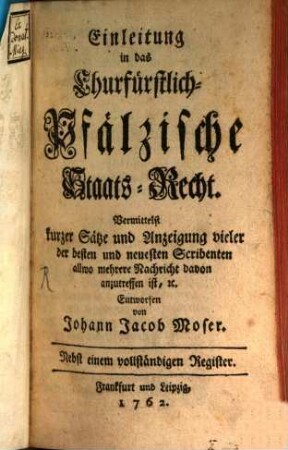 Einleitung
in das
Churfürstlich-
Pfälzische
Staats-Recht.
Vermittelst
kurzer Sätze und Anzeigung vieler
der besten und neuesten Scribenten
allwo mehrere Nachricht davon
anzutreffen ist, ꝛc.
Entworfen
von
Johann Jacob Moser.
Nebst einem vollständigen Register.
Frankfurt und Leipzig,
1762.